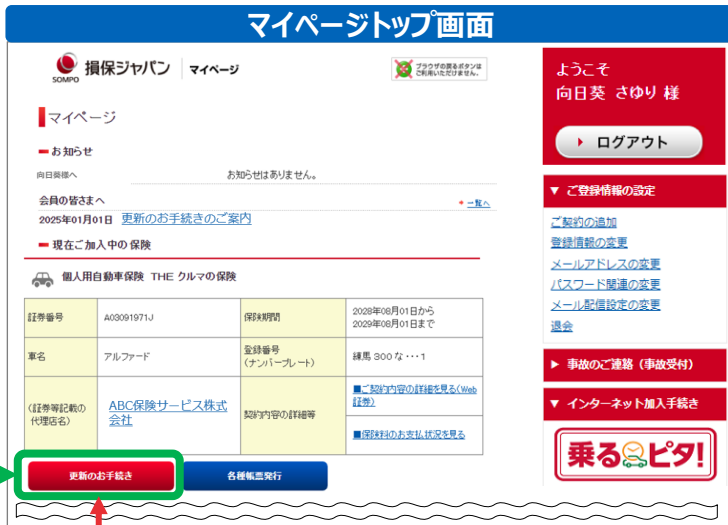 マイページトップ画面
SOMPO 損保ジャパン マイページ
ブラウザの戻るボタンは
ご利用いただけません。
ようこそ
向日葵 さゆり 様
ログアウト
マイページ
お知らせ
向日葵様へ お知らせはありません。
会員の皆さまへ 一覧へ
2025年01月01日 更新のお手続きのご案内
現在ご加入中の保険
個人用自動車保険 THE クルマの保険
証券番号 A03091971J 保険期間 2028年08月01日から
2029年08月01日まで
車名 アルファード 登録番号
(ナンバープレート) 練馬 300 な ・・・1
(証券等記載の
代理店名) ABC保険サービス株式
会社 契約内容の詳細等 ■ご契約内容の詳細を見る(Web
証券)
■保険料のお支払状況を見る
更新のお手続き 各種帳票発行
▼ ご登録情報の設定
ご契約の追加
登録情報の変更
メールアドレスの変更
パスワード関連の変更
メール配信設定の変更
退会
▶ 事故のご連絡（事故受付）
▼ インターネット加入手続き
乗るピタ!